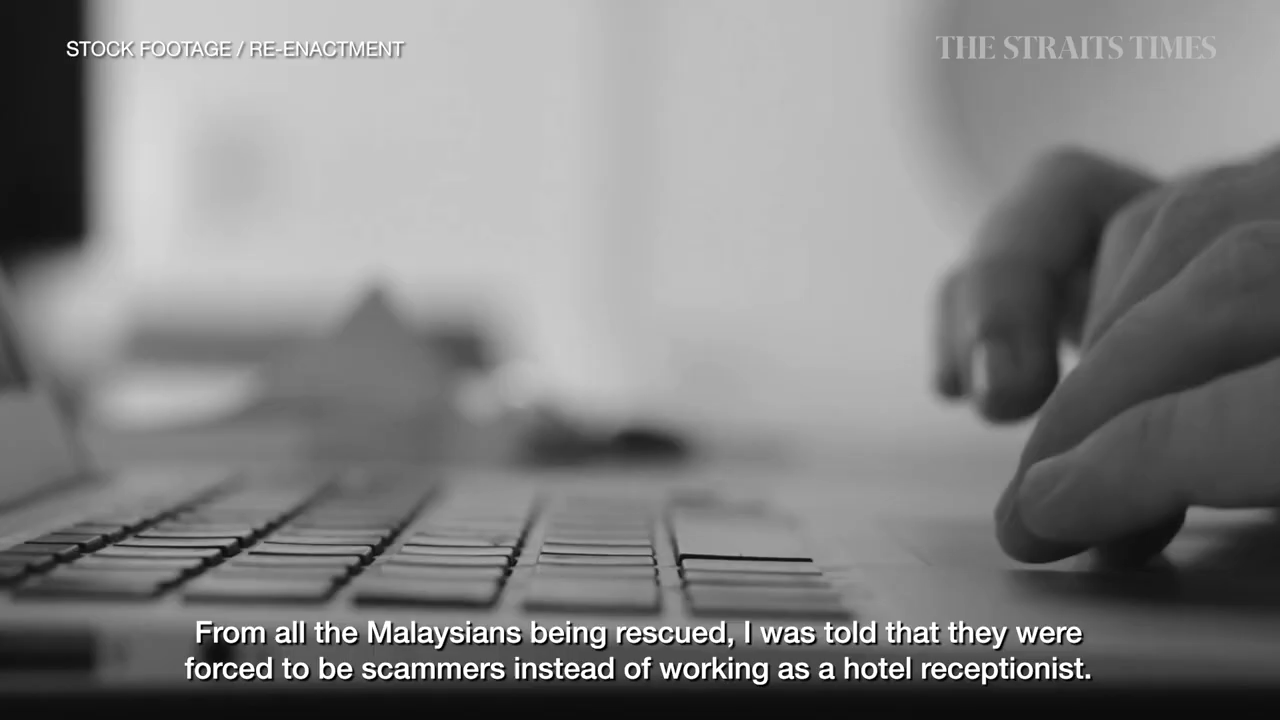 STOCK FOOTAGE / RE-ENACTMENT
THE STRAITS TIMES
From all the Malaysians being rescued, I was told that they were
forced to be scammers instead of working as a hotel receptionist.